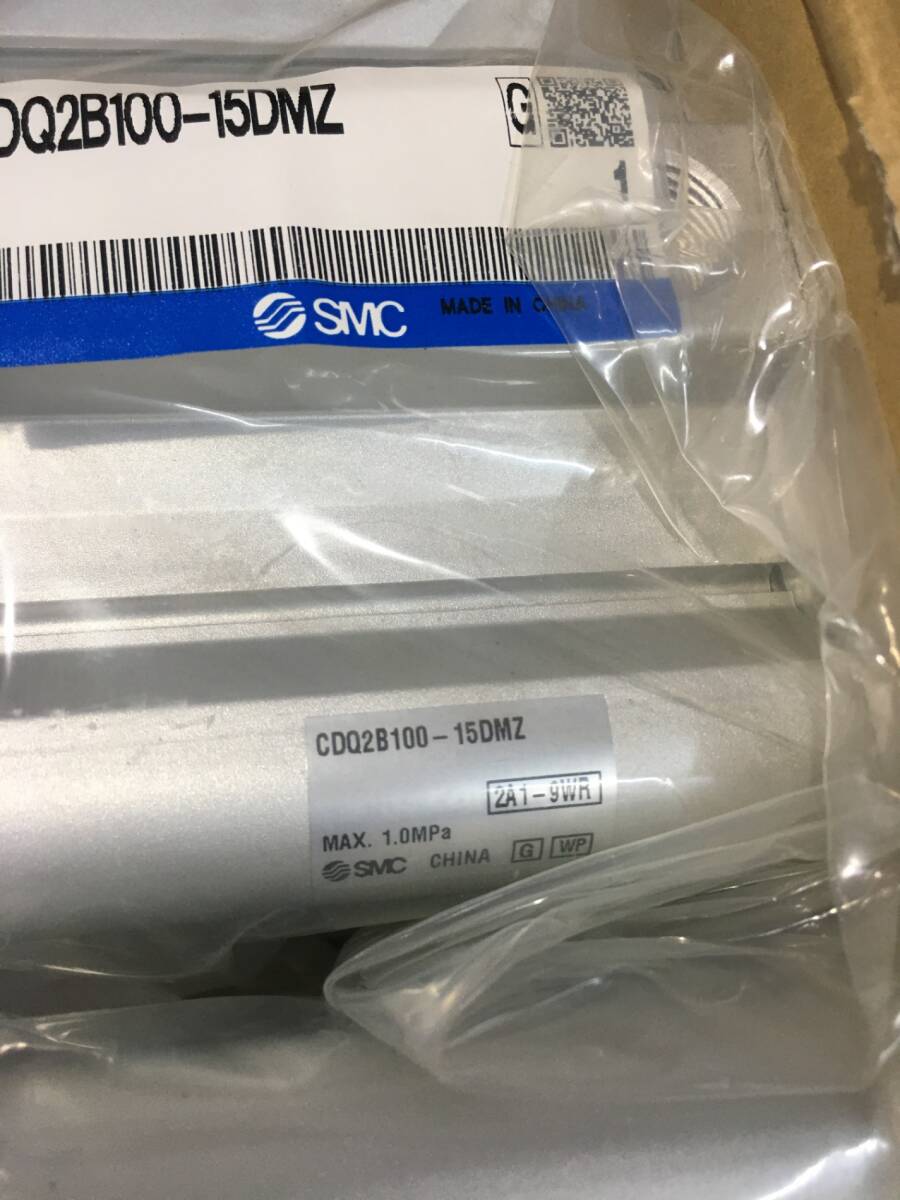 DQ2B100-15DMZ
G
1
SMC MADE IN CHINA
CDQ2B100-15DMZ
2A1-9WR
MAX. 1.0MPa
SMC CHINA G WP